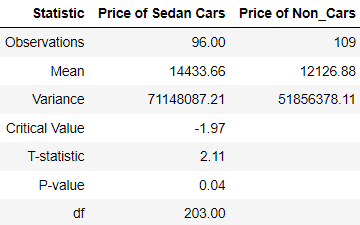 Statistic Price of Sedan Cars Price of Non_Cars
Observations 96.00 109
Mean 14433.66 12126.88
Variance 71148087.21 51856378.11
Critical Value -1.97
T-statistic 2.11
P-value 0.04
df 203.00